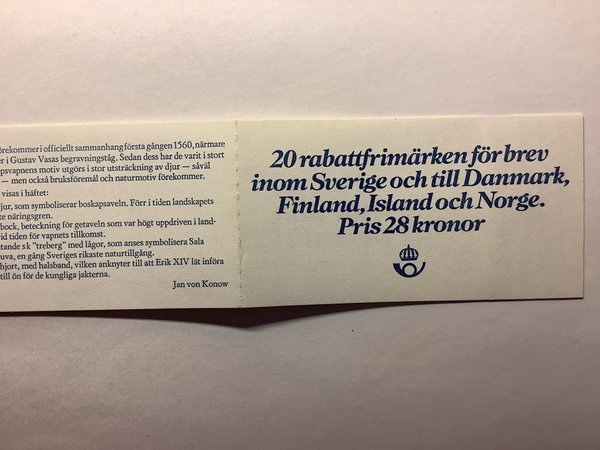 förekommer i officiellt sammanhang första gången 1560, närmare
i Gustav Vasas begravningståg. Sedan dess har de varit i stort
motiv utgörs i stor utsträckning av djur — såväl
— men också bruksföremål och naturmotiv förekommer.
visas i häftet:
djur, som symboliserar boskapsaveln. Förr i tiden landskapets
näringsgren.
bock, beteckning för getaveln som var högt uppdriven i land-
vid tiden för vapnets tillkomst.
sk "treberg" med lågor, som anses symbolisera Sala
en gång Sveriges rikaste naturtillgång.
hjort, med halsband, vilken anknyter till att Erik XIV lät införa
till ön för de kungliga jakterna.
Jan von Konow
20 rabattfrimärken för brev
inom Sverige och till Danmark,
Finland, Island och Norge.
Pris 28 kronor